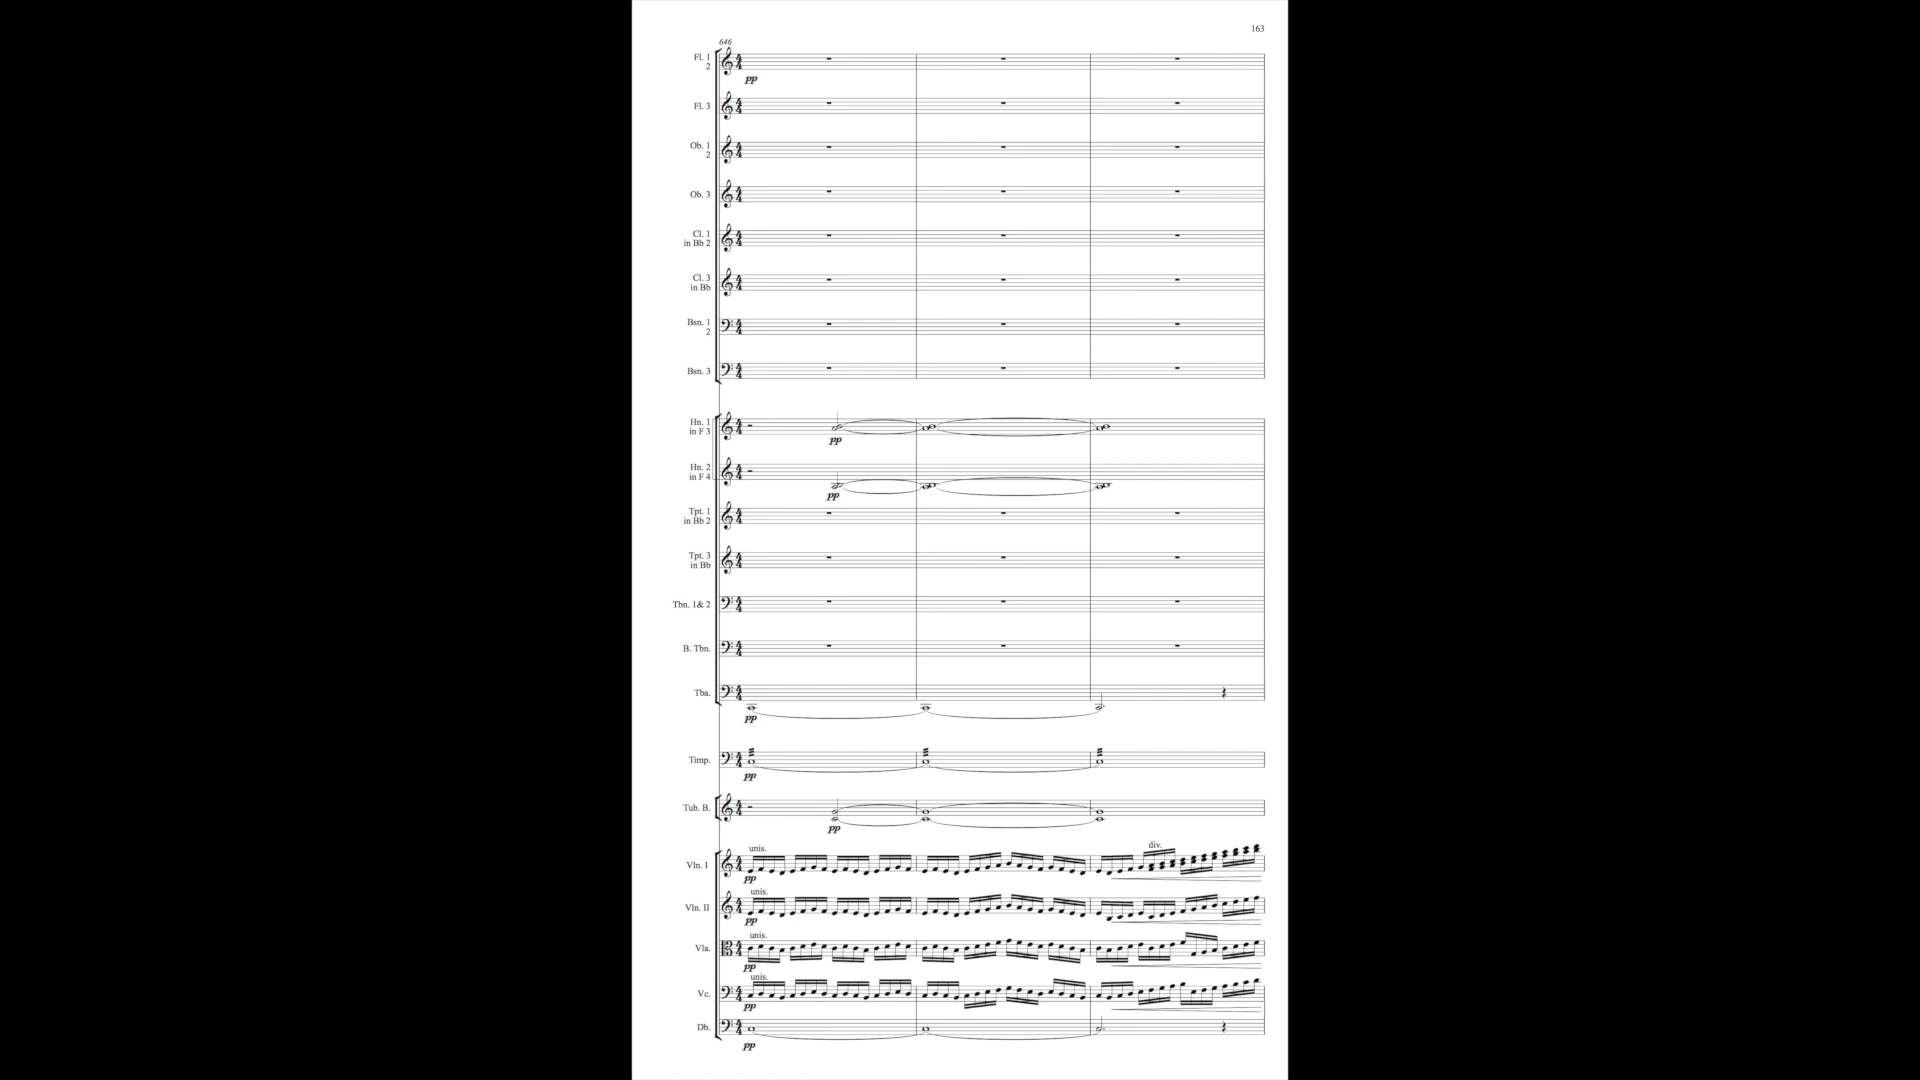 163
646
Fl. 1
2
pp
Fl. 3
Ob. 1
2
Ob. 3
Cl. 1
in Bb 2
Cl. 3
in Bb
Bsn. 1
2
Bsn. 3
Hn. 1
in F 3
pp
Hn. 2
in F 4
pp
Tpt. 1
in Bb 2
Tpt. 3
in Bb
Tbn. 1& 2
B. Tbn.
Tba.
pp
Timp.
pp
Tub. B.
pp
unis. div.
Vln. I
pp
unis.
Vln. II
pp
unis.
Vla.
pp
unis.
Vc.
pp
Db.
pp